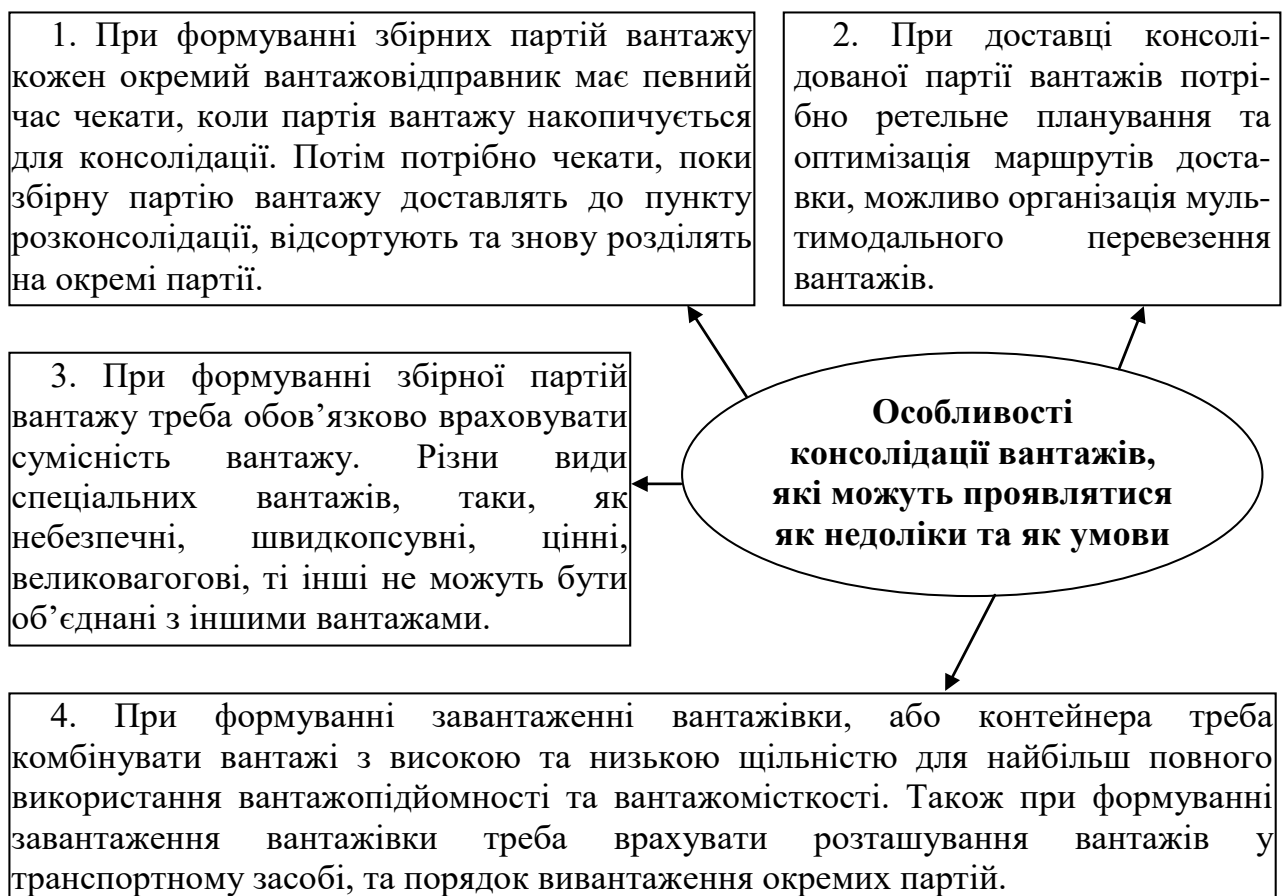 1. При формуванні збірних партій вантажу
кожен окремий вантажовідправник має певний
час чекати, коли партія вантажу накопичується
для консолідації. Потім потрібно чекати, поки
збірну партію вантажу доставлять до пункту
розконсолідації, відсортують та знову розділять
на окремі партії.
2. При доставці консолі-
дованої партії вантажів потрі-
бно ретельне планування та
оптимізація маршрутів доста-
вки, можливо організація муль-
тимодального перевезення
вантажів.
3. При формуванні збірної партій
вантажу треба обов’язково враховувати
сумісність вантажу. Різни види
спеціальних вантажів, таки, як
небезпечні, швидкопсувні, цінні,
великовагогові, ті інші не можуть бути
об’єднані з іншими вантажами.
Особливості
консолідації вантажів,
які можуть проявлятися
як недоліки та як умови
4. При формуванні завантаженні вантажівки, або контейнера треба
комбінувати вантажі з високою та низькою щільністю для найбільш повного
використання вантажопідйомності та вантажомісткості. Також при формуванні
завантаження вантажівки треба врахувати розташування вантажів у
транспортному засобі, та порядок вивантаження окремих партій.